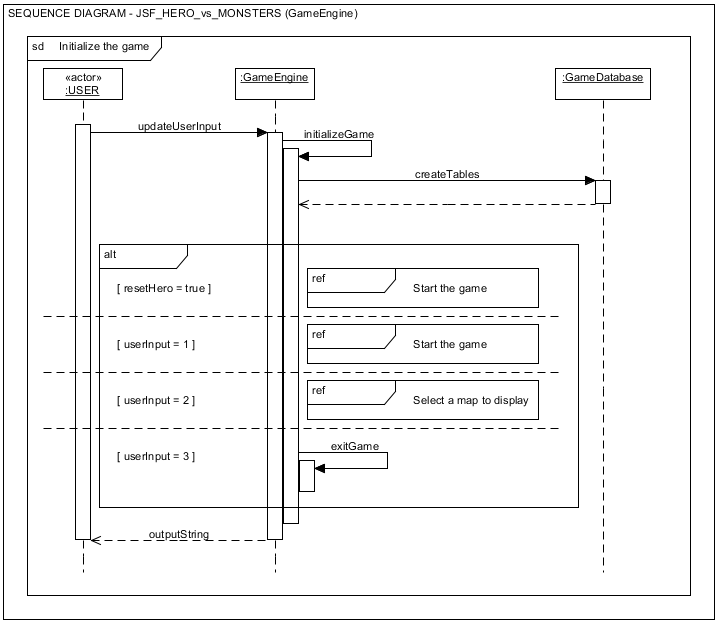 SEQUENCE DIAGRAM - JSF_HERO_vs_MONSTERS (GameEngine)
sd Initialize the game
«actor»
:USER
:GameEngine
:GameDatabase
updateUserInput
initializeGame
createTables
alt
[ resetHero = true ]
ref
Start the game
[ userInput = 1 ]
ref
Start the game
[ userInput = 2 ]
ref
Select a map to display
[ userInput = 3 ]
exitGame
outputString